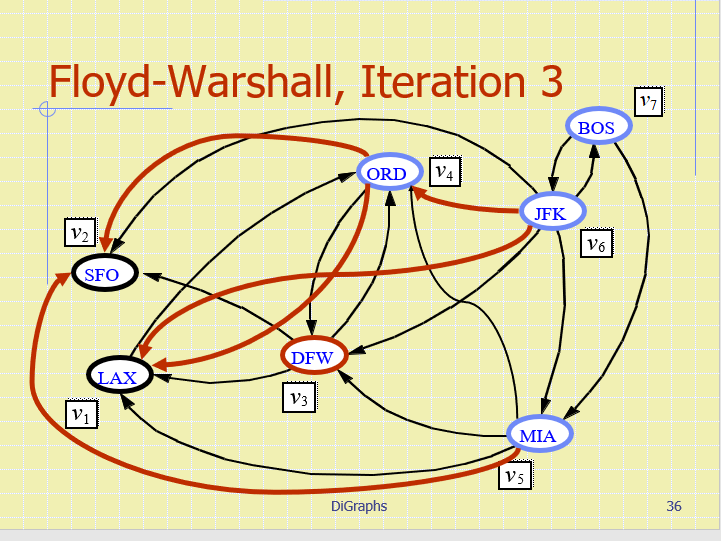 Floyd-Warshall, Iteration 3
BOS
v7
ORD
v4
JFK
v6
v2
SFO
DFW
v3
LAX
v1
MIA
v5
DiGraphs
36